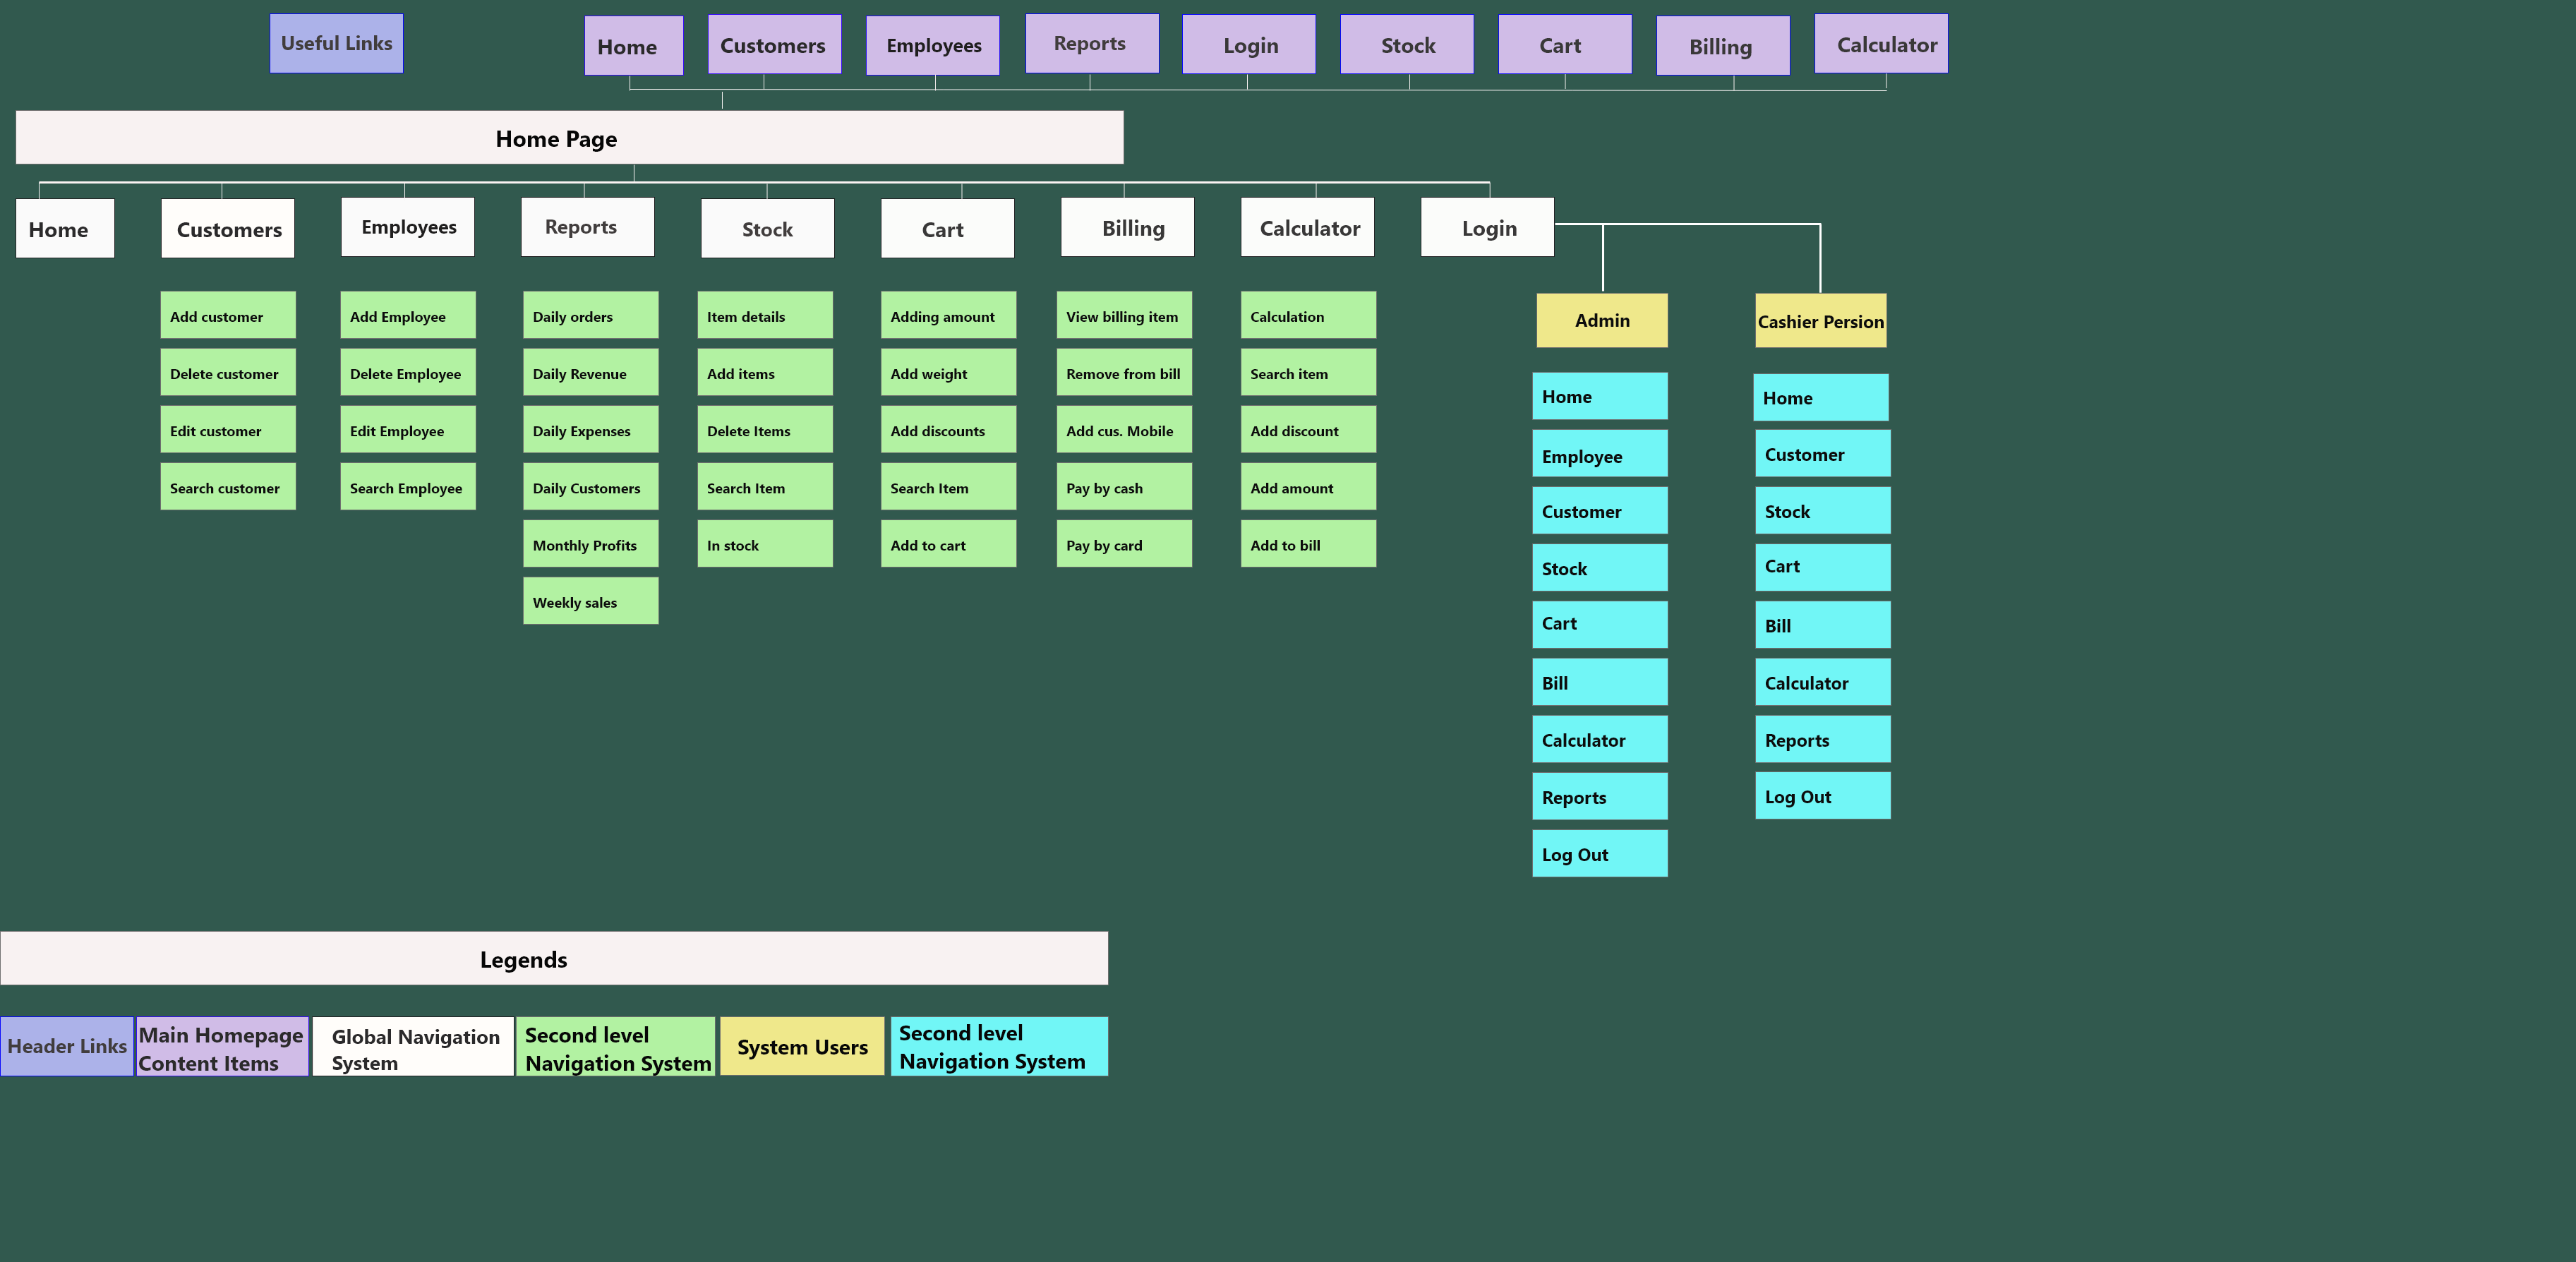 Useful Links
Home
Customers
Employees
Reports
Login
Stock
Cart
Billing
Calculator
Home Page
Home
Customers
Employees
Reports
Stock
Cart
Billing
Calculator
Login
Add customer
Delete customer
Edit customer
Search customer
Add Employee
Delete Employee
Edit Employee
Search Employee
Daily orders
Daily Revenue
Daily Expenses
Daily Customers
Monthly Profits
Weekly sales
Item details
Add items
Delete Items
Search Item
In stock
Adding amount
Add weight
Add discounts
Search Item
Add to cart
View billing item
Remove from bill
Add cus. Mobile
Pay by cash
Pay by card
Calculation
Search item
Add discount
Add amount
Add to bill
Admin
Home
Employee
Customer
Stock
Cart
Bill
Calculator
Reports
Log Out
Cashier Persion
Home
Customer
Stock
Cart
Bill
Calculator
Reports
Log Out
Legends
Header Links
Main Homepage
Content Items
Global Navigation
System
Second level
Navigation System
System Users
Second level
Navigation System